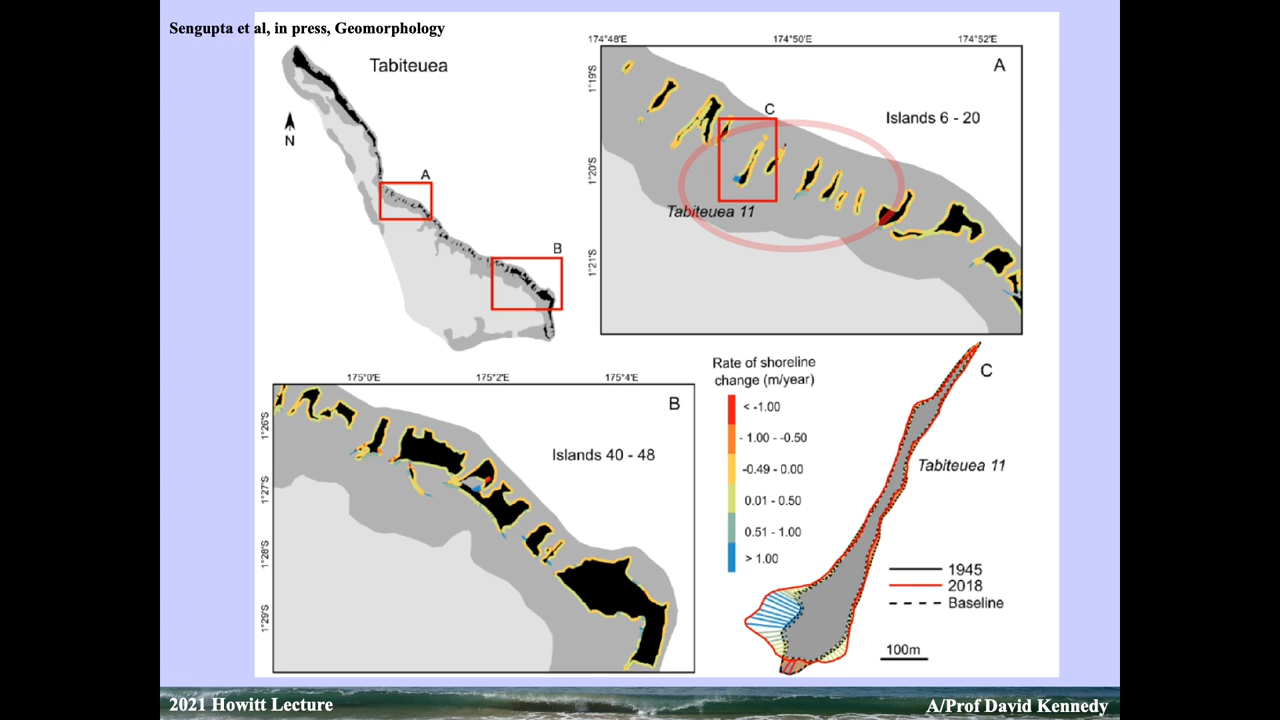 Sengupta et al, in press, Geomorphology
Tabiteuea
N
A
B
174°48'E
174°50'E
174°52'E
1°19'S
1°20'S
1°21'S
A
C
Islands 6 - 20
Tabiteuea 11
175°0'E
175°2'E
175°4'E
1°26'S
1°27'S
1°28'S
1°29'S
B
Islands 40 - 48
Rate of shoreline
change (m/year)
< -1.00
- 1.00 - -0.50
-0.49 - 0.00
0.01 - 0.50
0.51 - 1.00
> 1.00
C
Tabiteuea 11
1945
2018
Baseline
100m
2021 Howitt Lecture
A/Prof David Kennedy